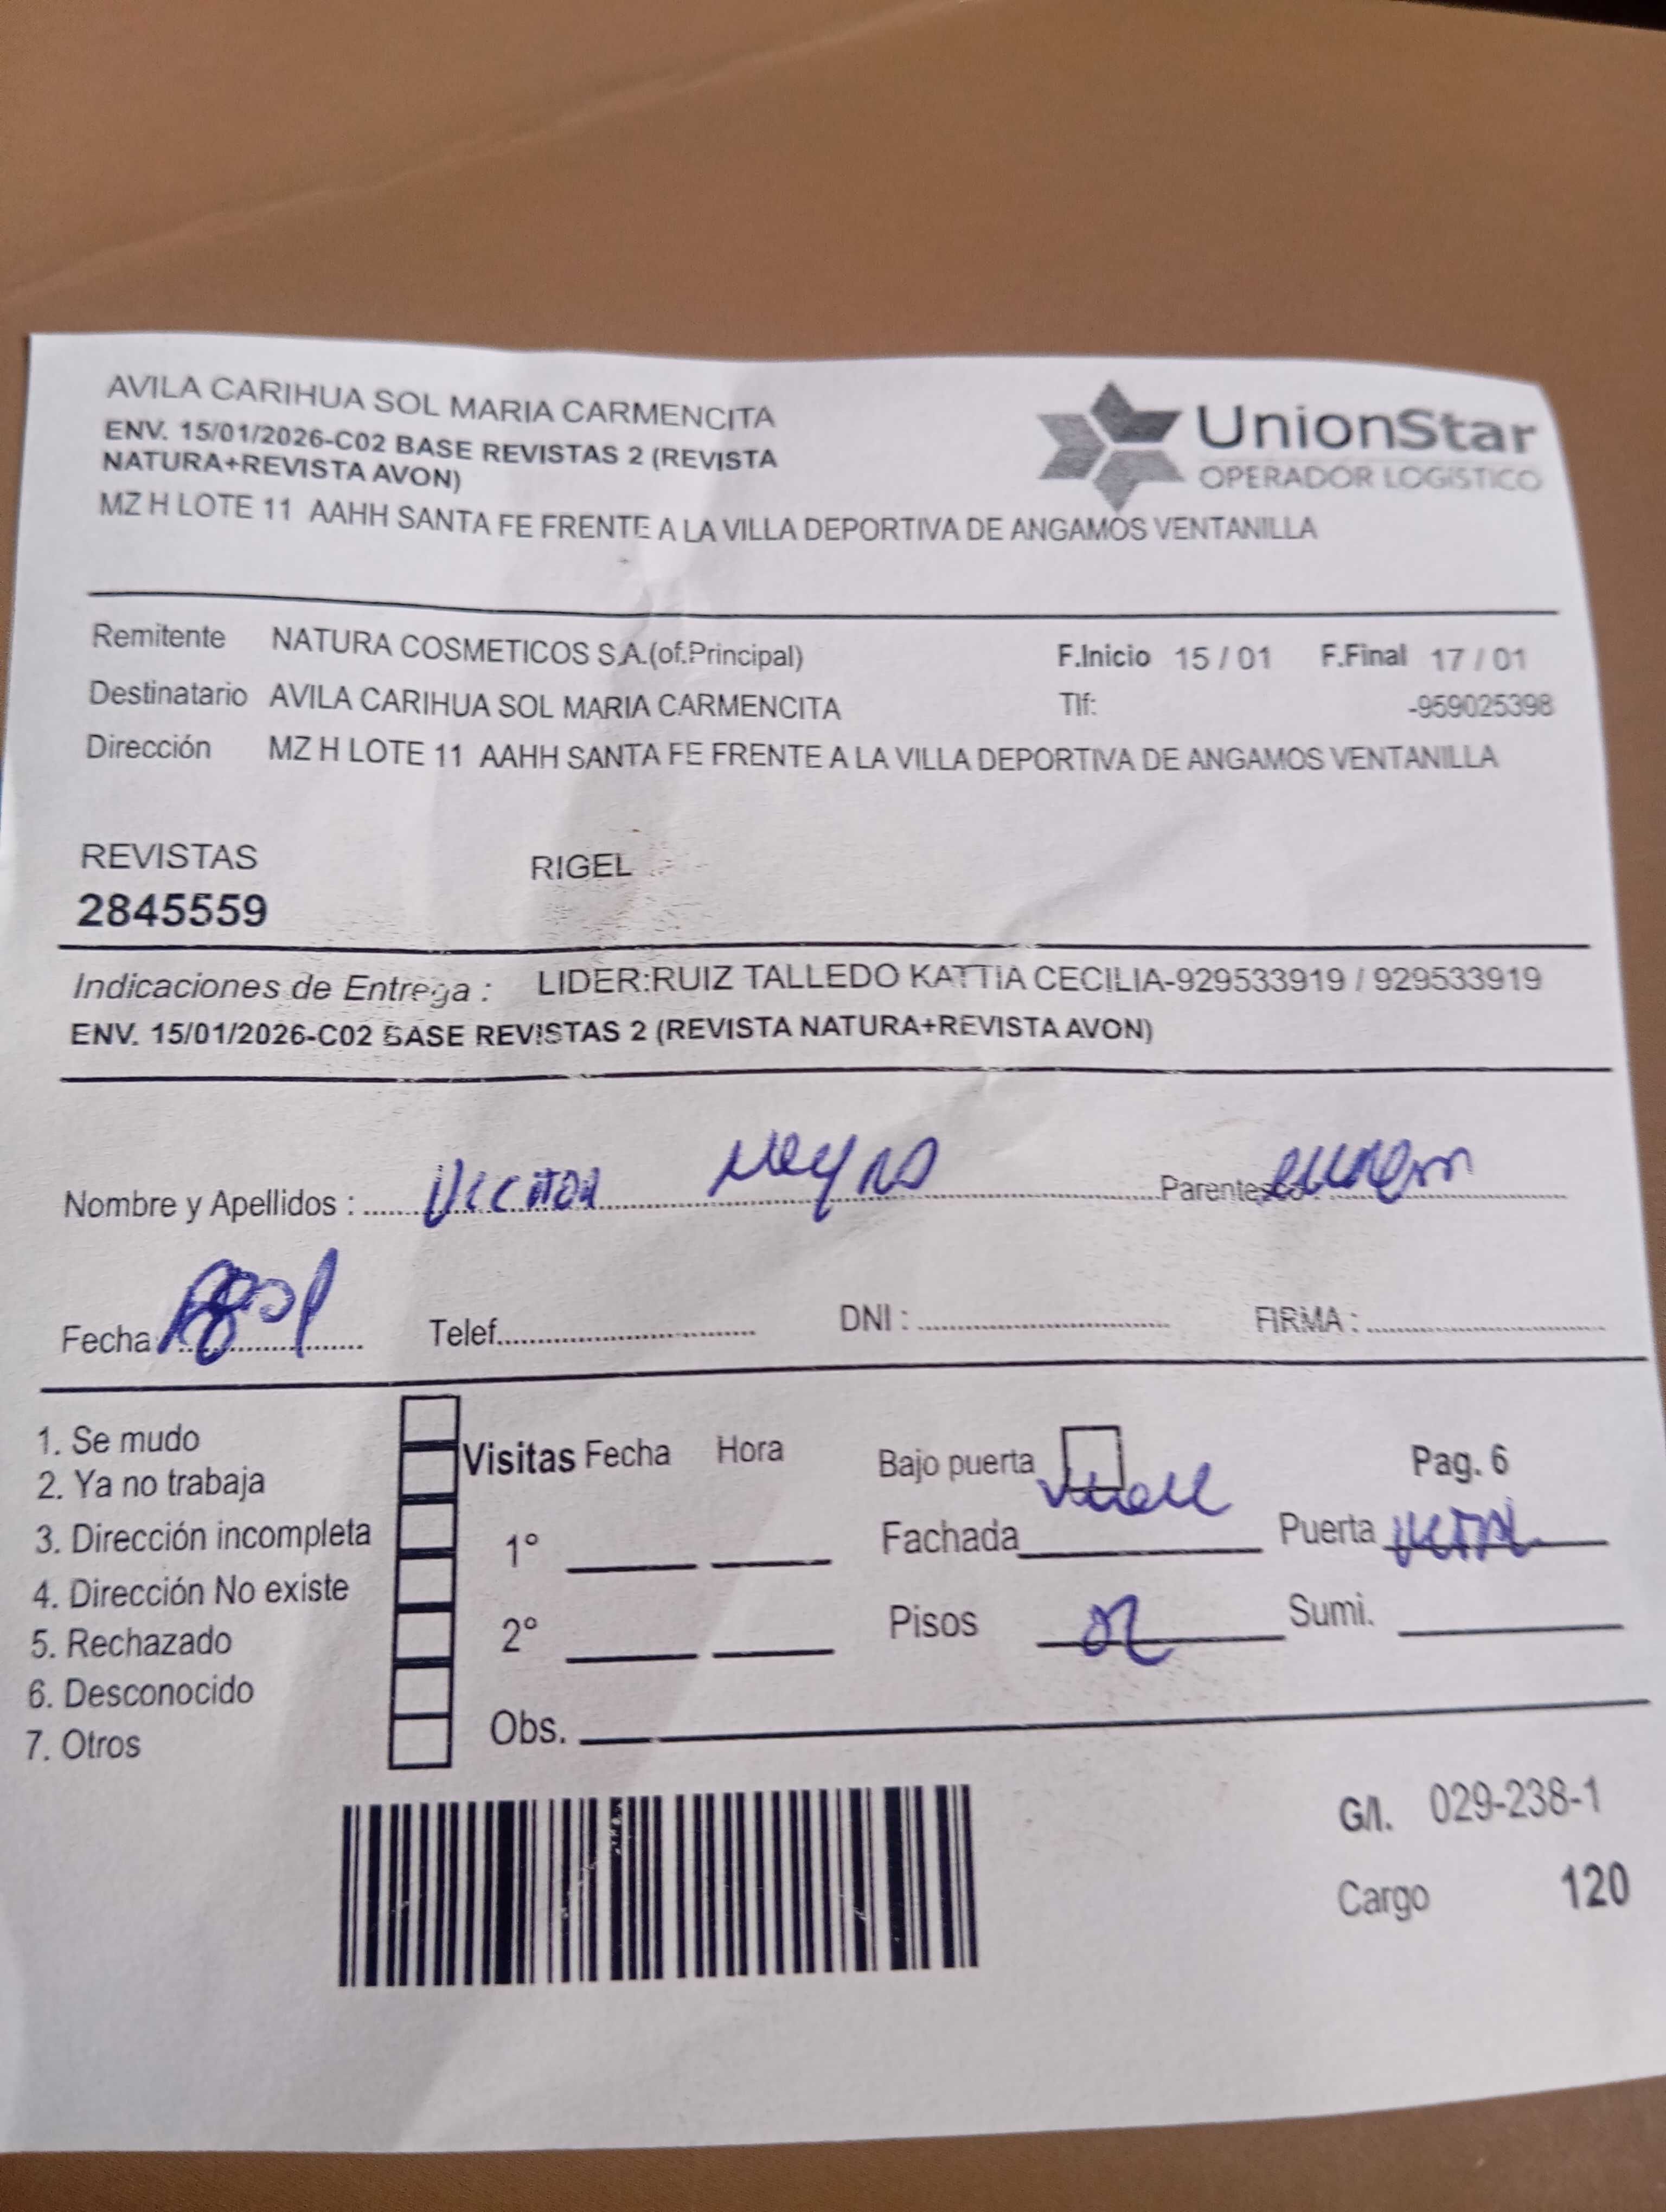 AVILA CARIHUA SOL MARIA CARMENCITA
ENV. 15/01/2026-C02 BASE REVISTAS 2 (REVISTA
NATURA+REVISTA AVON)
MZ H LOTE 11 AAHH SANTA FE FRENTE A LA VILLA DEPORTIVA DE ANGAMOS VENTANILLA
UnionStar
OPERADOR LOGÍSTICO
Remitente NATURA COSMETICOS S.A.(of.Principal) F.Inicio 15 / 01 F.Final 17 / 01
Destinatario AVILA CARIHUA SOL MARIA CARMENCITA Tlf: -959025398
Dirección MZ H LOTE 11 AAHH SANTA FE FRENTE A LA VILLA DEPORTIVA DE ANGAMOS VENTANILLA
REVISTAS RIGEL
2845559
Indicaciones de Entrega : LIDER:RUIZ TALLEDO KATTIA CECILIA-929533919 / 929533919
ENV. 15/01/2026-C02 BASE REVISTAS 2 (REVISTA NATURA+REVISTA AVON)
Nombre y Apellidos : Parentesco :
Fecha Telef. DNI : FIRMA :
1. Se mudo
2. Ya no trabaja
3. Dirección incompleta
4. Dirección No existe
5. Rechazado
6. Desconocido
7. Otros
Visitas Fecha Hora
1°
2°
Obs.
Bajo puerta Pag. 6
Fachada Puerta
Pisos 02 Sumi.
G/I. 029-238-1
Cargo 120